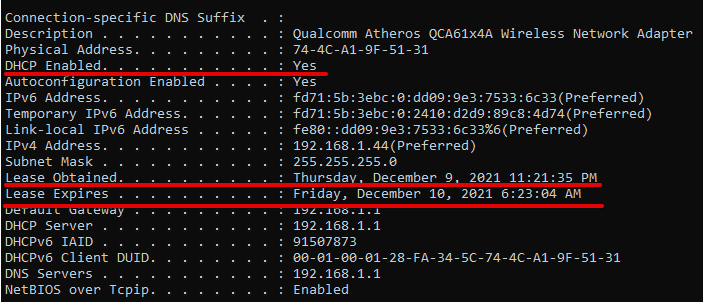 Connection-specific DNS Suffix  . :
Description . . . . . . . . . . . : Qualcomm Atheros QCA61x4A Wireless Network Adapter
Physical Address. . . . . . . . . : 74-4C-A1-9F-51-31
DHCP Enabled. . . . . . . . . . . : Yes
Autoconfiguration Enabled . . . . : Yes
IPv6 Address. . . . . . . . . . . : fd71:5b:3ebc:0:dd09:9e3:7533:6c33(Preferred)
Temporary IPv6 Address. . . . . . : fd71:5b:3ebc:0:2410:d2d9:89c8:4d74(Preferred)
Link-local IPv6 Address . . . . . : fe80::dd09:9e3:7533:6c33%6(Preferred)
IPv4 Address. . . . . . . . . . . : 192.168.1.44(Preferred)
Subnet Mask . . . . . . . . . . . : 255.255.255.0
Lease Obtained. . . . . . . . . . : Thursday, December 9, 2021 11:21:35 PM
Lease Expires . . . . . . . . . . : Friday, December 10, 2021 6:23:04 AM
Default Gateway . . . . . . . . . : 192.168.1.1
DHCP Server . . . . . . . . . . . : 192.168.1.1
DHCPv6 IAID . . . . . . . . . . . : 91507873
DHCPv6 Client DUID. . . . . . . . : 00-01-00-01-28-FA-34-5C-74-4C-A1-9F-51-31
DNS Servers . . . . . . . . . . . : 192.168.1.1
NetBIOS over Tcpip. . . . . . . . : Enabled